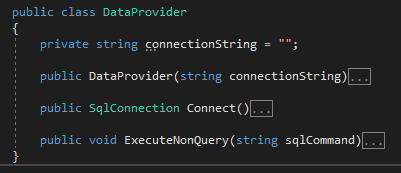 public class DataProvider
{
private string connectionString = "";
public DataProvider(string connectionString)...
public SqlConnection Connect()...
public void ExecuteNonQuery(string sqlCommand)...
}